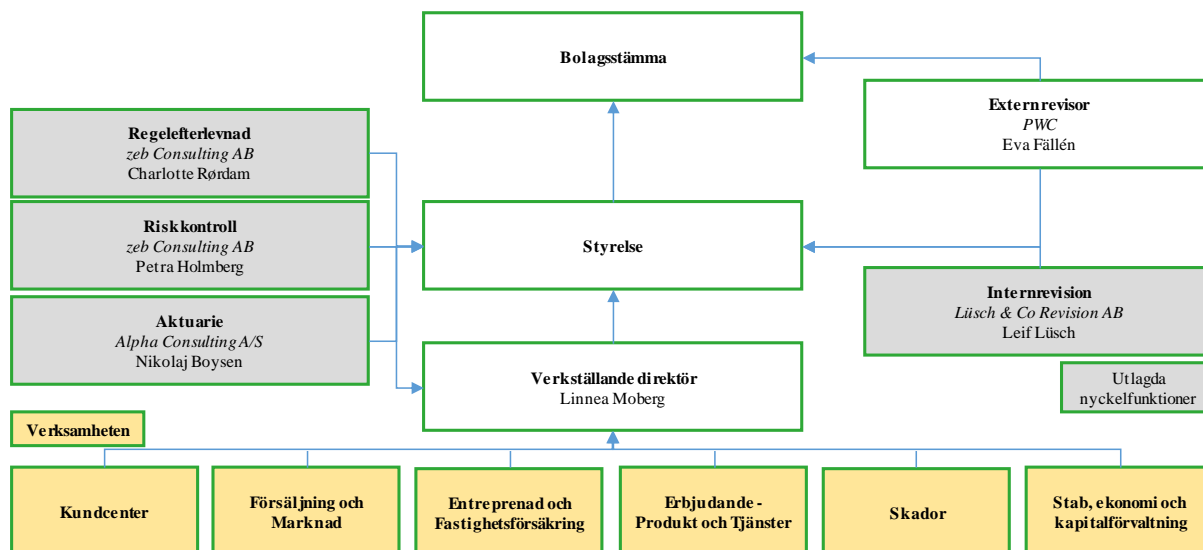 Bolagsstämma
Externrevisor
PWC
Eva Fällén
Regelefterlevnad
zeb Consulting AB
Charlotte Rørdam
Riskkontroll
zeb Consulting AB
Petra Holmberg
Styrelse
Aktuarie
Alpha Consulting A/S
Nikolaj Boysen
Internrevision
Lüsch & Co Revision AB
Leif Lüsch
Verkställande direktör
Linnea Moberg
Utlagda
nyckelfunktioner
Verksamheten
Kundcenter
Försäljning och
Marknad
Entreprenad och
Fastighetsförsäkring
Erbjudande -
Produkt och Tjänster
Skador
Stab, ekonomi och
kapitalförvaltning